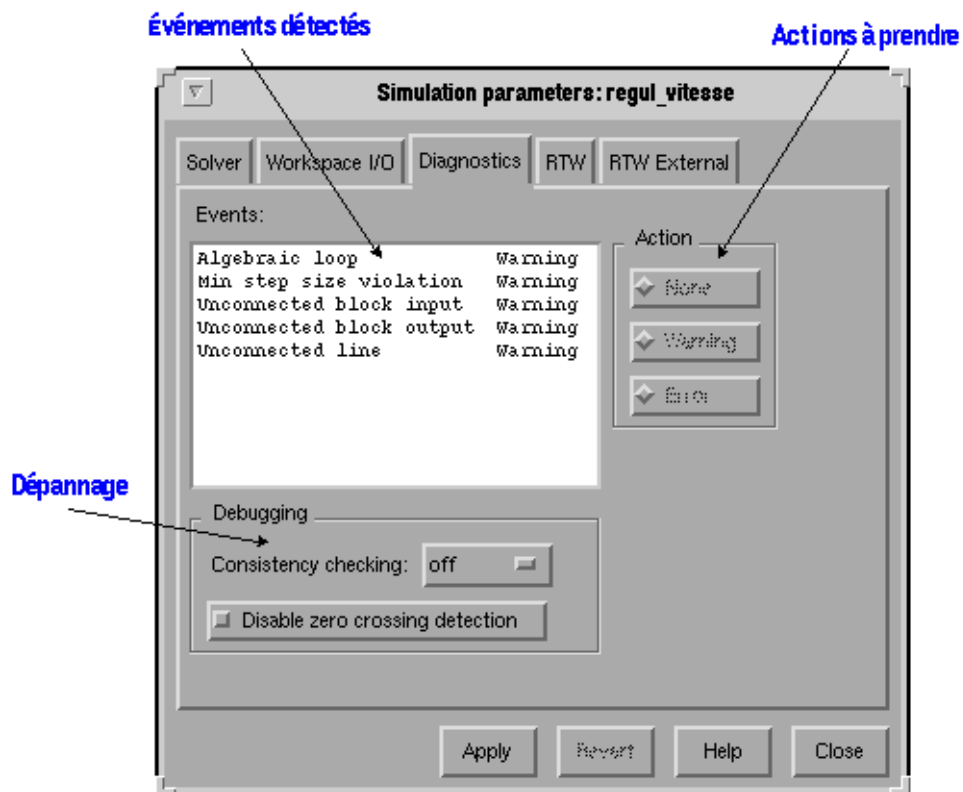 Événements détectés
Actions à prendre
Simulation parameters: regul_vitesse
Solver Workspace I/O Diagnostics RTW RTW External
Events:
Algebraic loop Warning
Min step size violation Warning
Unconnected block input Warning
Unconnected block output Warning
Unconnected line Warning
Action
None
Warning
Error
Dépannage
Debugging
Consistency checking: off
Disable zero crossing detection
Apply Revert Help Close